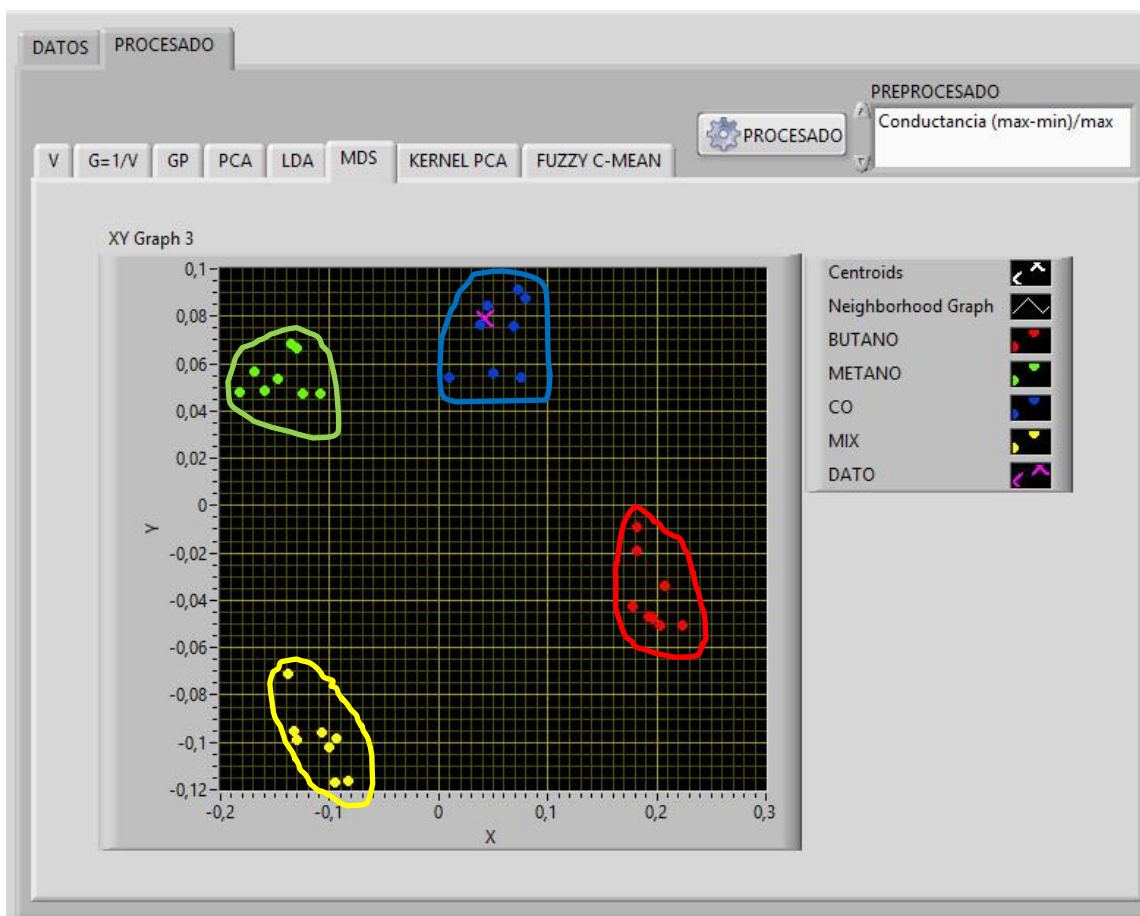 DATOS PROCESADO
PREPROCESADO
PROCESADO
Conductancia (max-min)/max
V G=1/V GP PCA LDA MDS KERNEL PCA FUZZY C-MEAN
XY Graph 3
0,1
0,08
0,06
0,04
0,02
0
-0,02
-0,04
-0,06
-0,08
-0,1
-0,12
Y
-0,2 -0,1 0 0,1 0,2 0,3
X
Centroids
Neighborhood Graph
BUTANO
METANO
CO
MIX
DATO